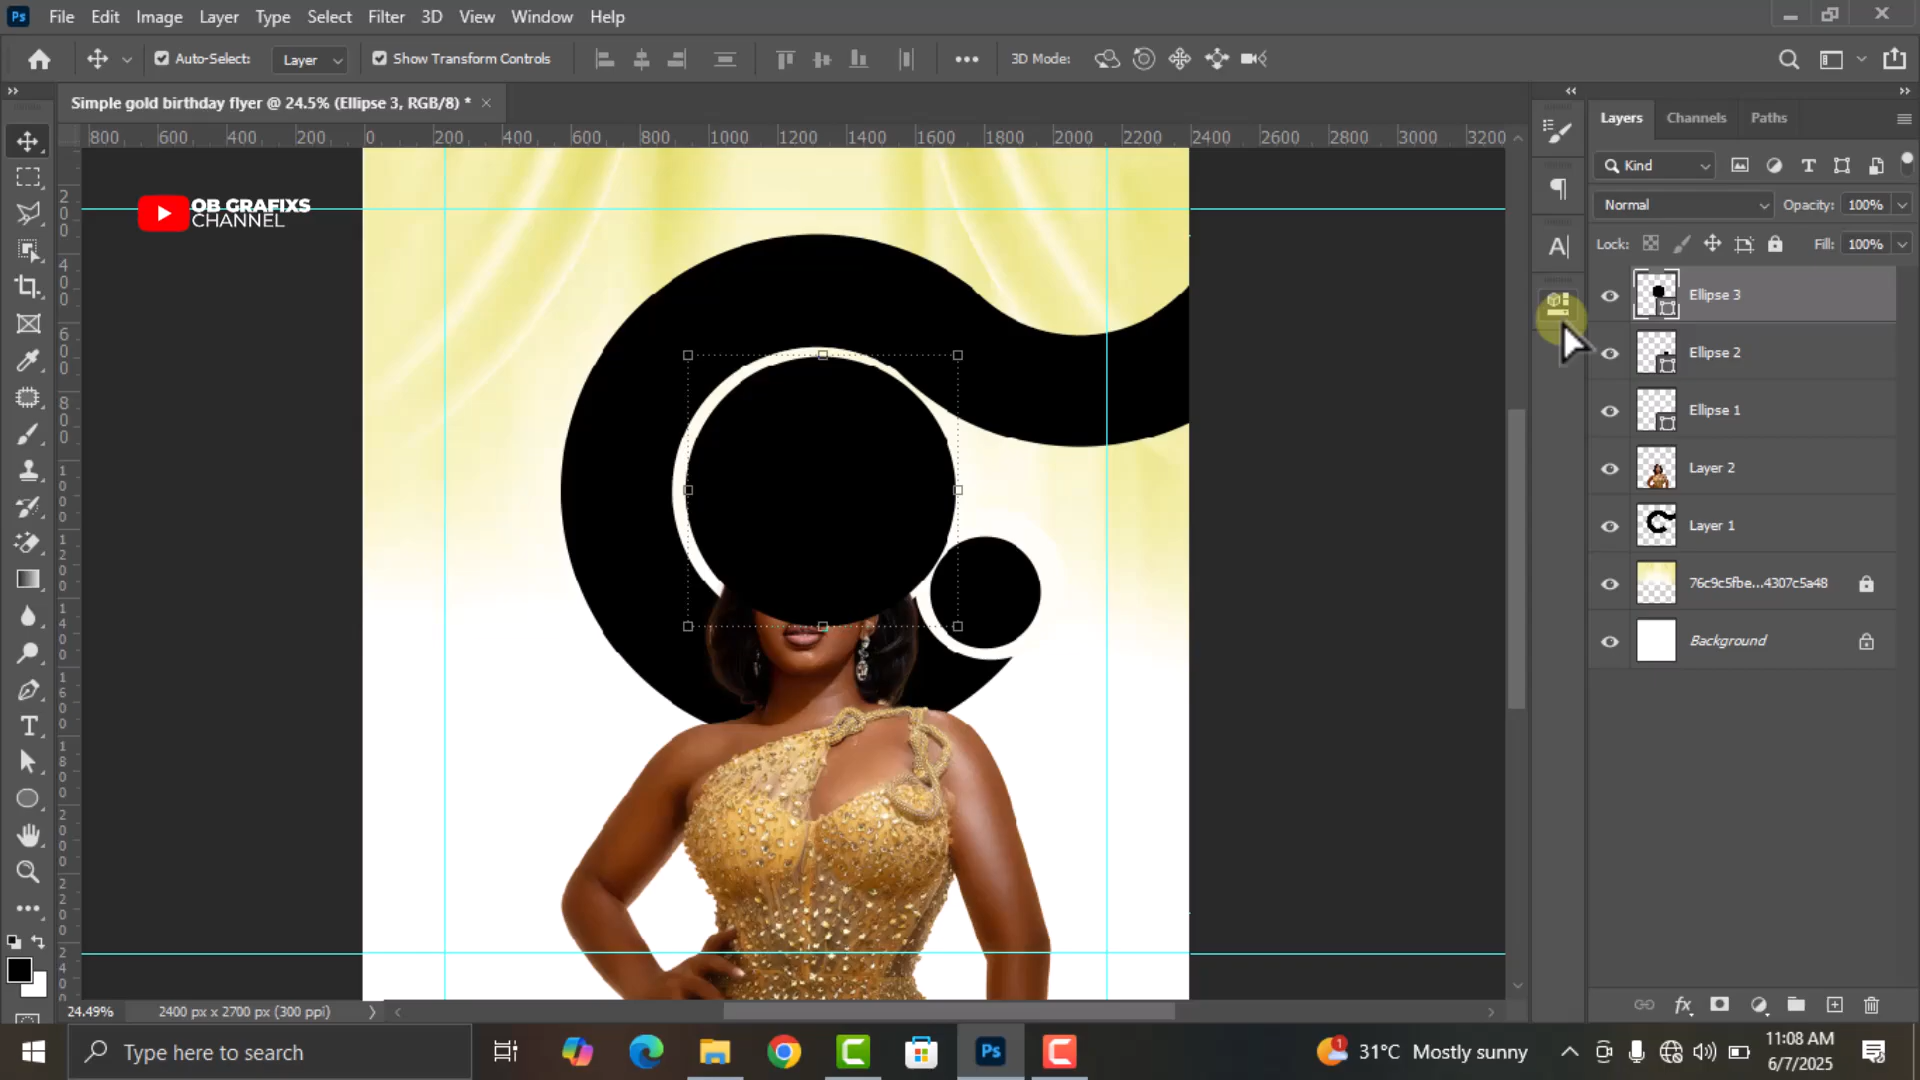 Ps File Edit Image Layer Type Select Filter 3D View Window Help
Auto-Select: Layer Show Transform Controls 3D Mode:
Simple gold birthday flyer @ 24.5% (Ellipse 3, RGB/8) *
800 600 400 200 0 200 400 600 800 1000 1200 1400 1600 1800 2000 2200 2400 2600 2800 3000 3200
OB GRAFIXS
CHANNEL
Layers Channels Paths
Kind
Normal Opacity: 100%
Lock: Fill: 100%
Ellipse 3
Ellipse 2
Ellipse 1
Layer 2
Layer 1
76c9c5fbe...4307c5a48
Background
24.49% 2400 px x 2700 px (300 ppi)
Type here to search
Ps
1
31°C Mostly sunny
11:08 AM
6/7/2025